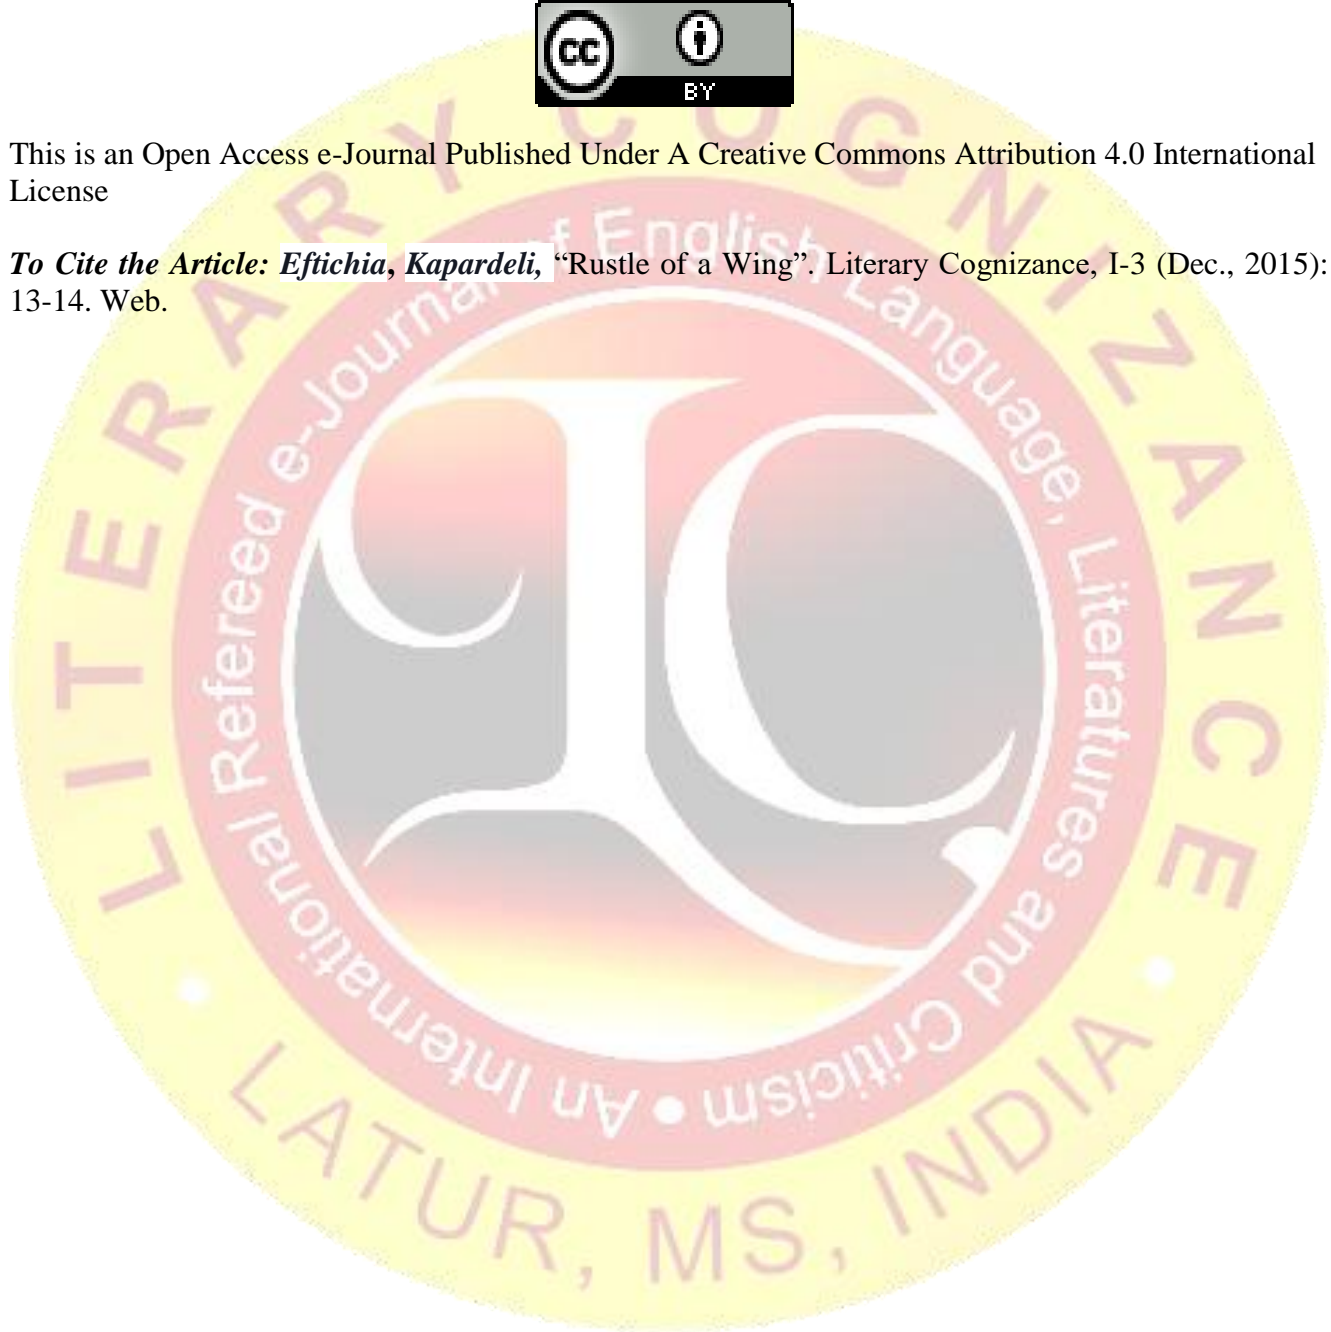 CC
BY
This is an Open Access e-Journal Published Under A Creative Commons Attribution 4.0 International
License
To Cite the Article: Eftichia, Kapardeli, “Rustle of a Wing”. Literary Cognizance, I-3 (Dec., 2015):
13-14. Web.
LITERARY COGNIZANCE
An International Refereed e-Journal of English Language, Literatures and Criticism
LATUR, MS, INDIA